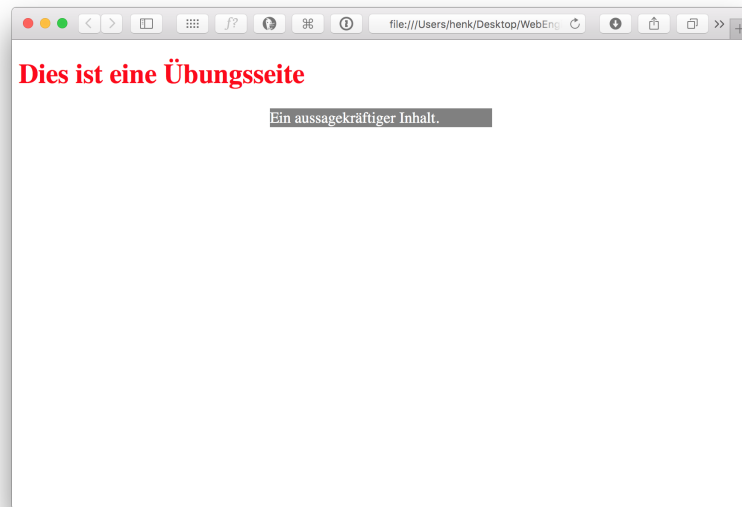 file:///Users/henk/Desktop/WebEng
Dies ist eine Übungsseite
Ein aussagekräftiger Inhalt.